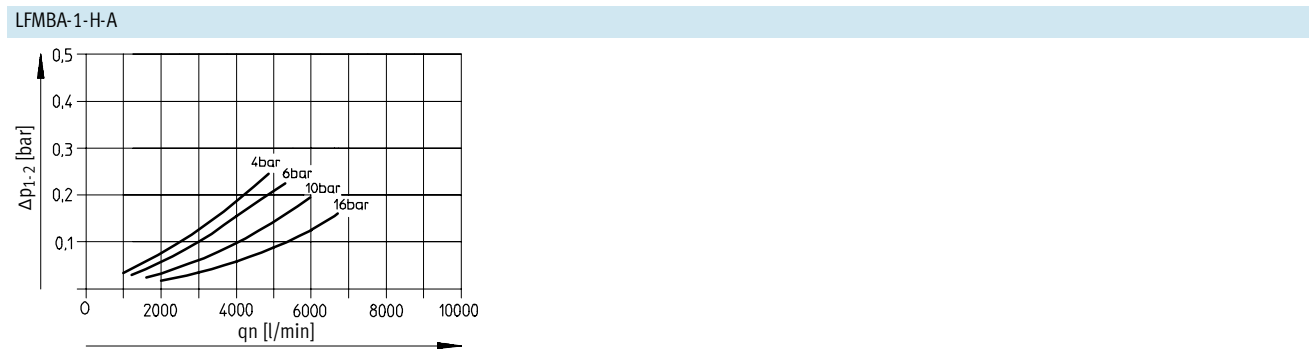 LFMBA-1-H-A
0,5
0,4
0,3
0,2
0,1
Δp1-2 [bar]
4bar
6bar
10bar
16bar
0 2000 4000 6000 8000 10000
qn [l/min]